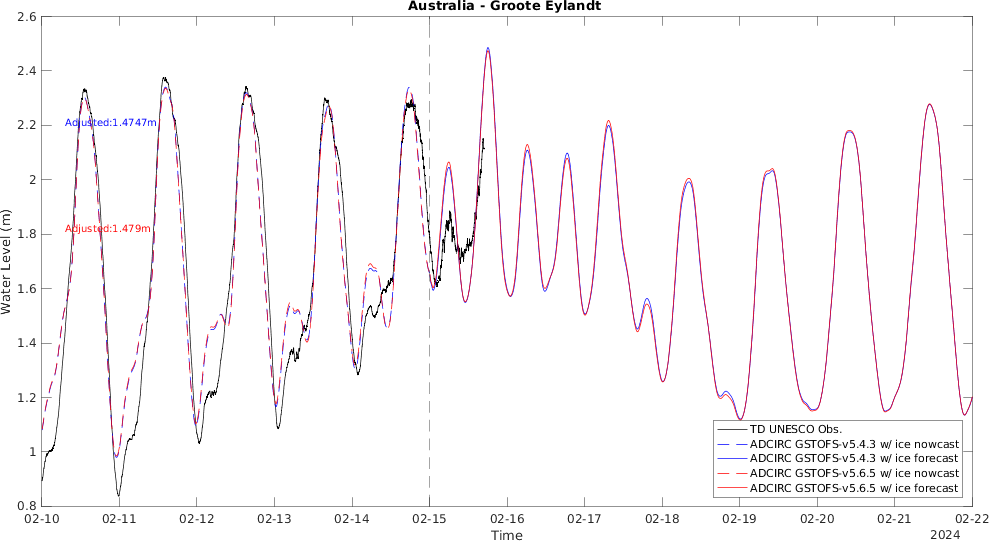 Australia - Groote Eylandt
2.6
2.4
2.2
2
1.8
1.6
1.4
1.2
1
0.8
Water Level (m)
Adjusted:1.4747m
Adjusted:1.479m
TD UNESCO Obs.
ADCIRC GSTOFS-v5.4.3 w/ ice nowcast
ADCIRC GSTOFS-v5.4.3 w/ ice forecast
ADCIRC GSTOFS-v5.6.5 w/ ice nowcast
ADCIRC GSTOFS-v5.6.5 w/ ice forecast
02-10 02-11 02-12 02-13 02-14 02-15 02-16 02-17 02-18 02-19 02-20 02-21 02-22
Time
2024